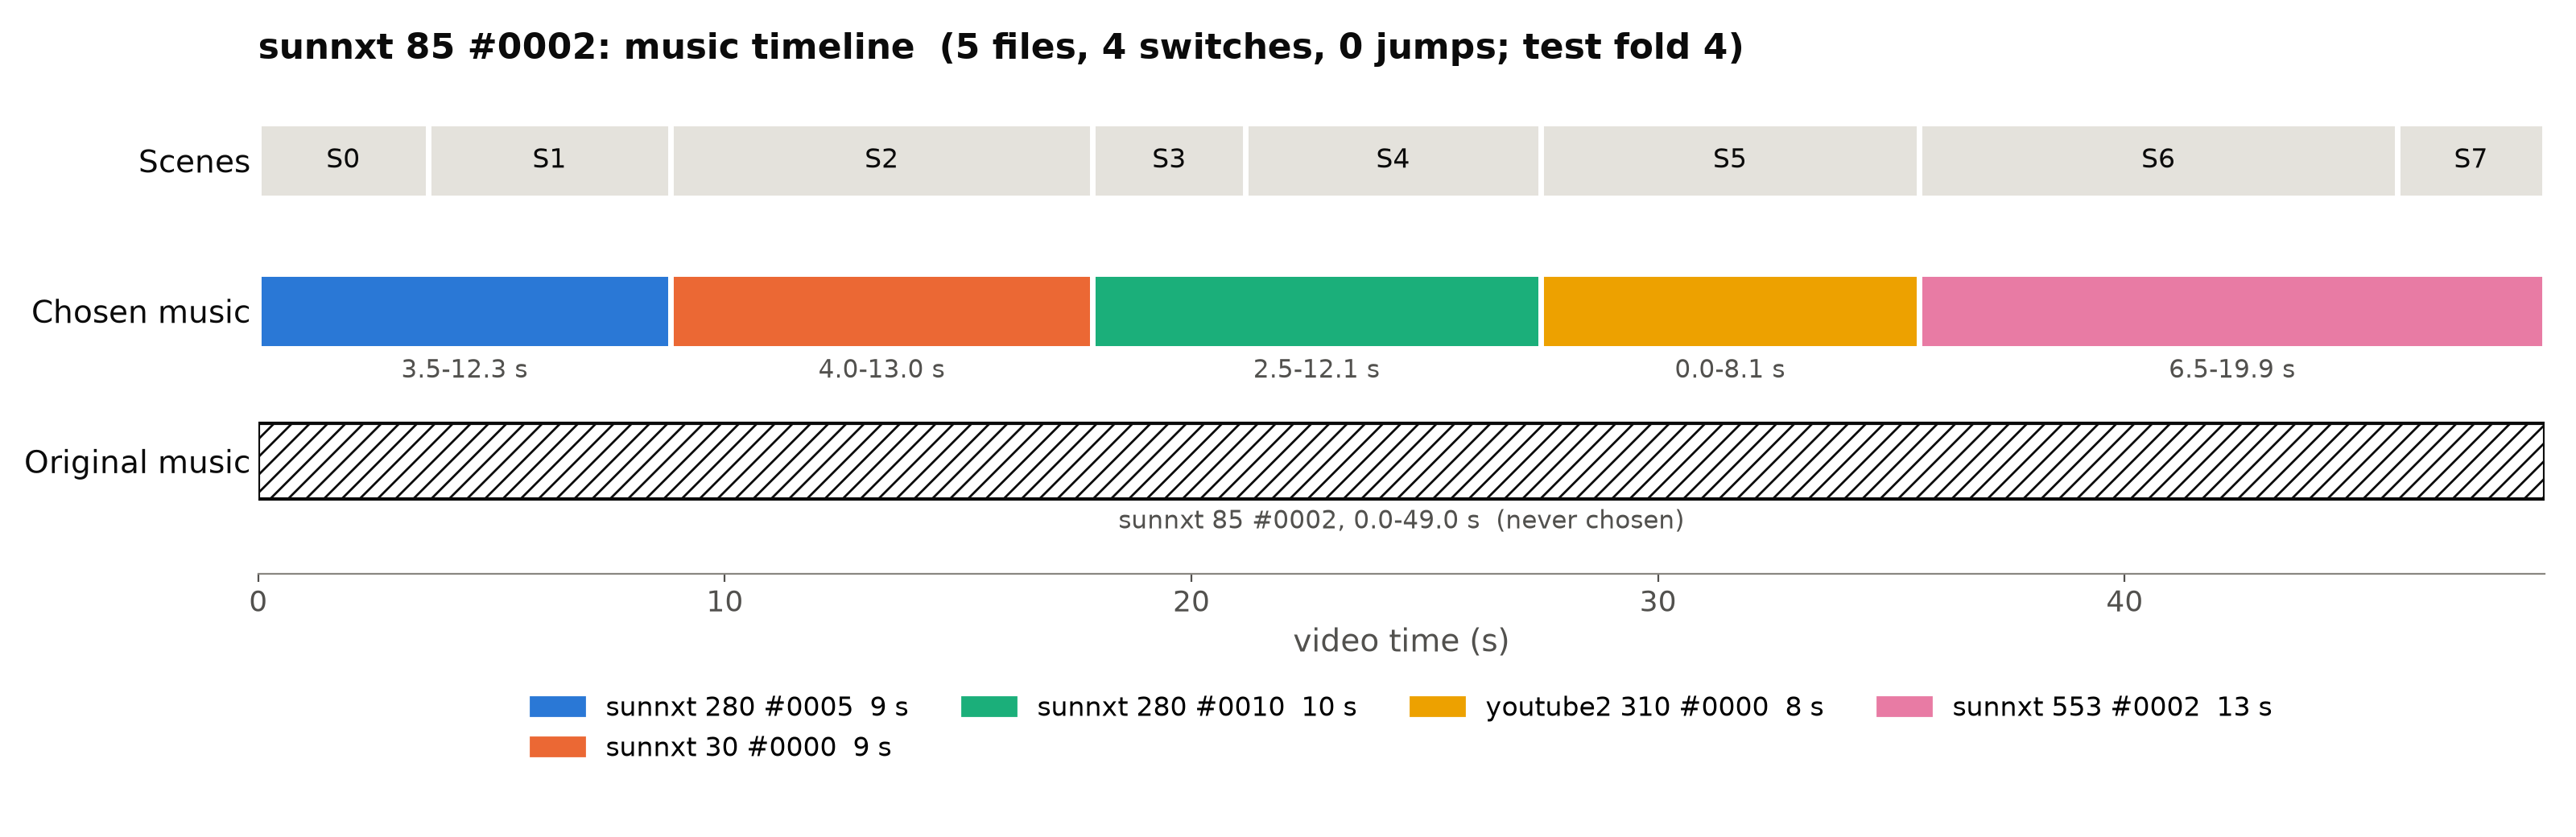 sunnxt 85 #0002: music timeline  (5 files, 4 switches, 0 jumps; test fold 4)
Scenes S0 S1 S2 S3 S4 S5 S6 S7
Chosen music
3.5-12.3 s 4.0-13.0 s 2.5-12.1 s 0.0-8.1 s 6.5-19.9 s
Original music
sunnxt 85 #0002, 0.0-49.0 s  (never chosen)
0 10 20 30 40
video time (s)
sunnxt 280 #0005  9 s sunnxt 280 #0010  10 s youtube2 310 #0000  8 s sunnxt 553 #0002  13 s
sunnxt 30 #0000  9 s